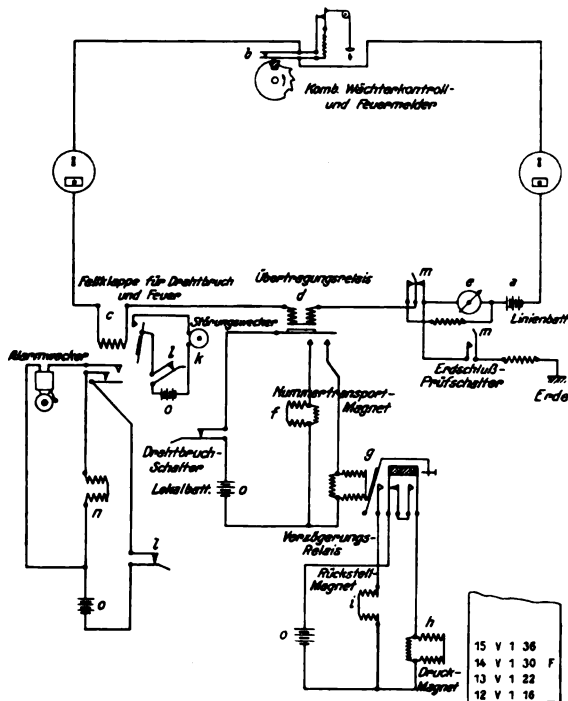 b
Komb. Wächterkontroll-
und Feuermelder
Fallklappe für Drahtbruch
und Feuer
c
Übertragungsrelais
d
m
e
a
Linienbatt.
m
Erdschluß-
Prüfschalter
Erde
s
Störungswecker
k
l
o
Alarmwecker
n
o
l
Drahtbruch-
Schalter
Lokalbatt.
o
Nummertransport-
Magnet
f
g
Verzögerungs-
Relais
Rückstell-
Magnet
i
o
h
Druck-
Magnet
15 V 1 36
14 V 1 30 F
13 V 1 22
12 V 1 16